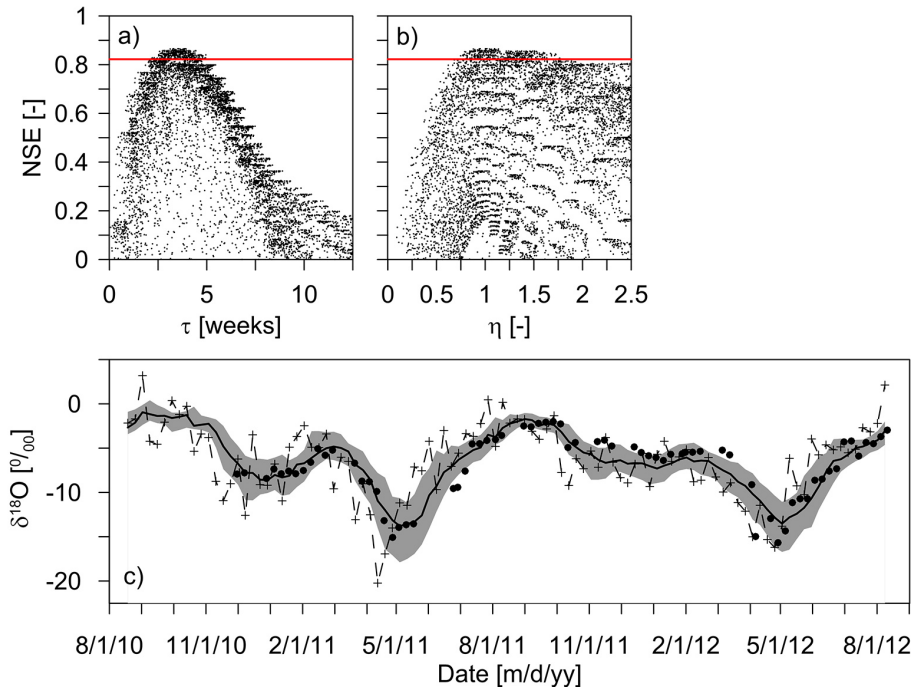 a)
NSE [-]
1
0.8
0.6
0.4
0.2
0
0 5 10
τ [weeks]
b)
0 0.5 1 1.5 2 2.5
η [-]
c)
δ¹⁸O [⁰/₀₀]
0
-10
-20
8/1/10 11/1/10 2/1/11 5/1/11 8/1/11 11/1/11 2/1/12 5/1/12 8/1/12
Date [m/d/yy]